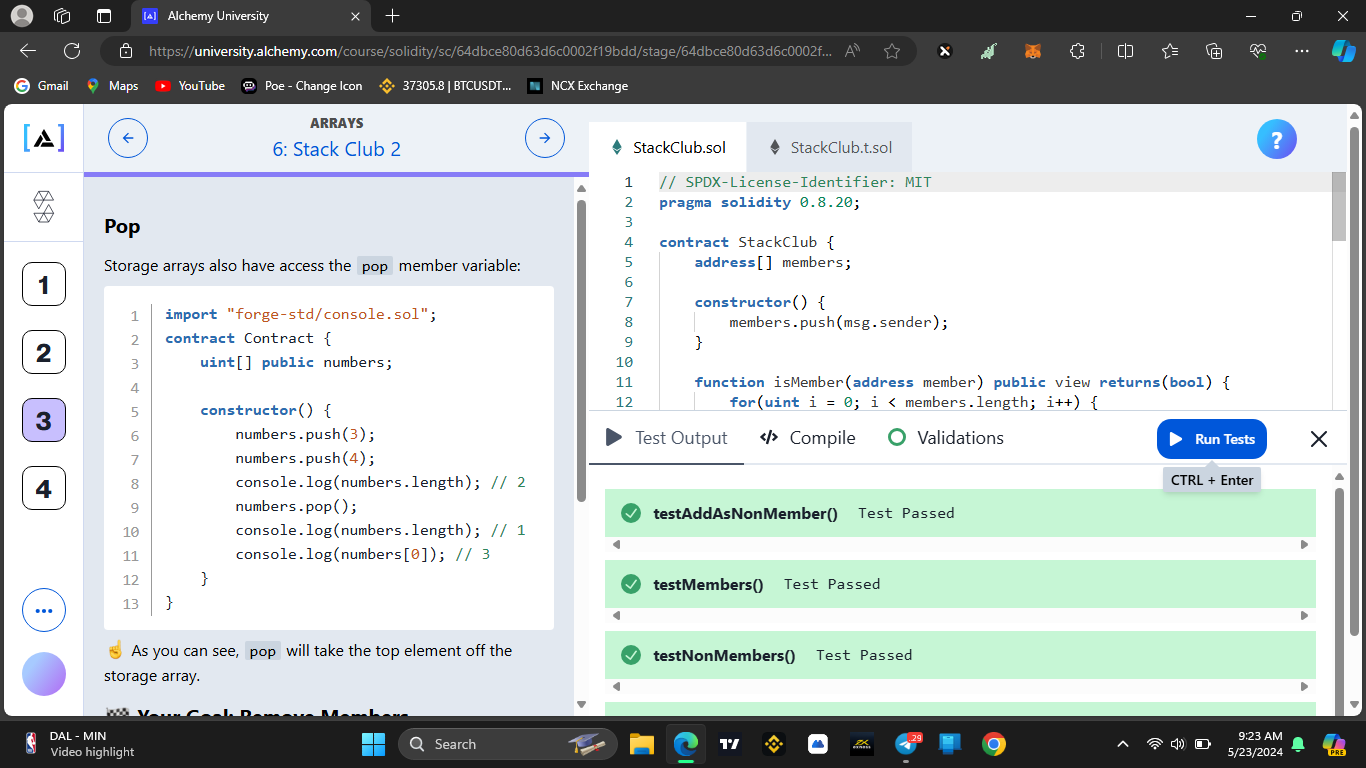 Alchemy University
https://university.alchemy.com/course/solidity/sc/64dbce80d63d6c0002f19bdd/stage/64dbce80d63d6c0002f...
Gmail
Maps
YouTube
Poe - Change Icon
37305.8 | BTCUSDT...
NCX Exchange
ARRAYS
6: Stack Club 2
1
2
3
4
Pop
Storage arrays also have access the pop member variable:
1 import "forge-std/console.sol";
2 contract Contract {
3 uint[] public numbers;
4
5 constructor() {
6 numbers.push(3);
7 numbers.push(4);
8 console.log(numbers.length); // 2
9 numbers.pop();
10 console.log(numbers.length); // 1
11 console.log(numbers[0]); // 3
12 }
13 }
☝ As you can see, pop will take the top element off the
storage array.
🏁 Your Goal: Remove Members
StackClub.sol
StackClub.t.sol
?
1 // SPDX-License-Identifier: MIT
2 pragma solidity 0.8.20;
3
4 contract StackClub {
5 address[] members;
6
7 constructor() {
8 members.push(msg.sender);
9 }
10
11 function isMember(address member) public view returns(bool) {
12 for(uint i = 0; i < members.length; i++) {
Test Output
Compile
Validations
Run Tests
CTRL + Enter
testAddAsNonMember() Test Passed
testMembers() Test Passed
testNonMembers() Test Passed
DAL - MIN
Video highlight
Search
29
9:23 AM
5/23/2024
PRE